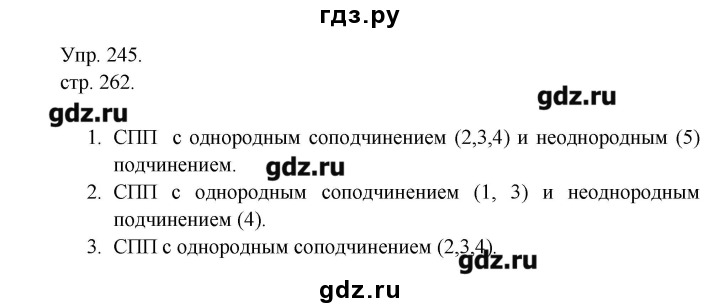 гдз.ру
Упр. 245.
стр. 262.
gdz.ru
gdz.ru
1. СПП с однородным соподчинением (2,3,4) и неоднородным (5)
подчинением.
gdz.ru
2. СПП с однородным соподчинением (1, 3) и неоднородным
подчинением (4).
3. СПП с однородным соподчинением (2,3,4).
gdz.ru
gdz.ru